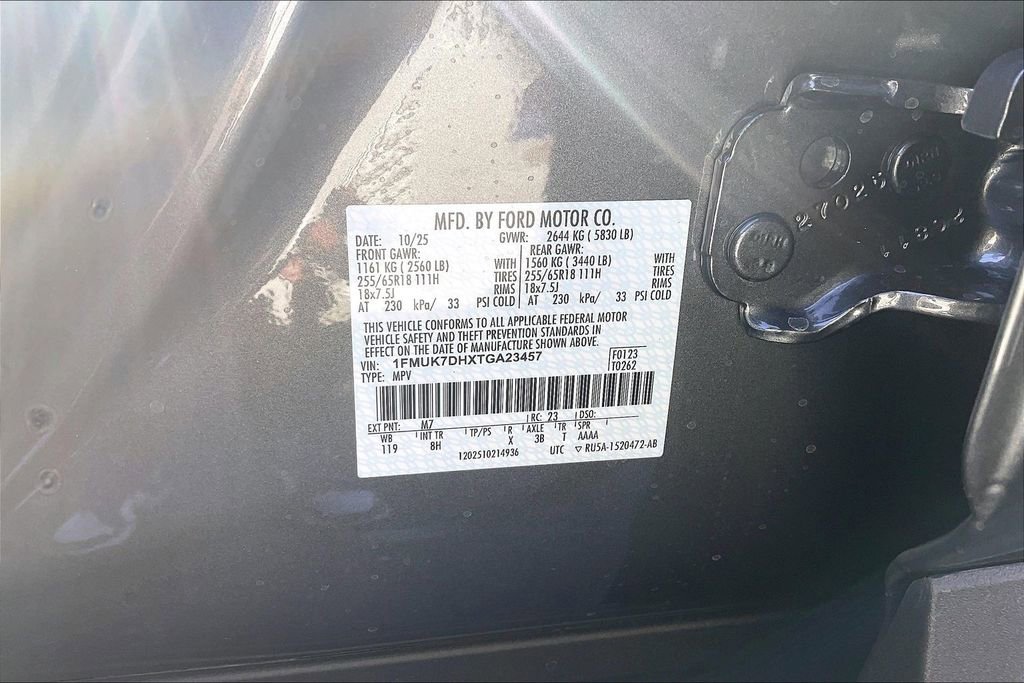 MFD. BY FORD MOTOR CO.
DATE: 10/25 GVWR: 2644 KG ( 5830 LB)
FRONT GAWR: REAR GAWR:
1161 KG ( 2560 LB) WITH 1560 KG ( 3440 LB) WITH
255/65R18 111H TIRES 255/65R18 111H TIRES
18x7.5J RIMS 18x7.5J RIMS
AT 230 kPa/ 33 PSI COLD AT 230 kPa/ 33 PSI COLD
THIS VEHICLE CONFORMS TO ALL APPLICABLE FEDERAL MOTOR
VEHICLE SAFETY AND THEFT PREVENTION STANDARDS IN
EFFECT ON THE DATE OF MANUFACTURE SHOWN ABOVE.
VIN: 1FMUK7DHXTGA23457 F0123
TYPE: MPV T0262
EXT PNT: M7 RC: 23 DSO:
WB INT TR TP/PS R AXLE TR SPR
119 8H X 3B T AAAA
1202510214936 UTC ▽ RU5A-1520472-AB
27026